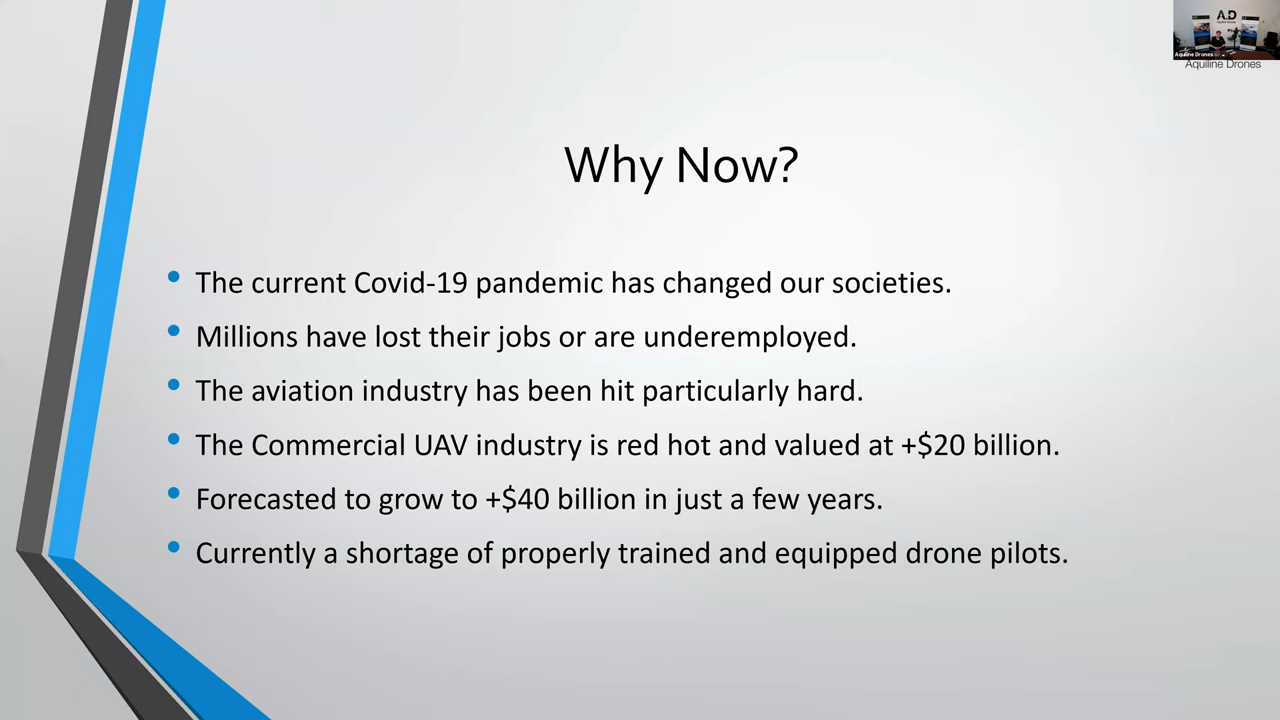 A.D
Aquiline Drones
Aquiline Drones
Why Now?
• The current Covid-19 pandemic has changed our societies.
• Millions have lost their jobs or are underemployed.
• The aviation industry has been hit particularly hard.
• The Commercial UAV industry is red hot and valued at +$20 billion.
• Forecasted to grow to +$40 billion in just a few years.
• Currently a shortage of properly trained and equipped drone pilots.